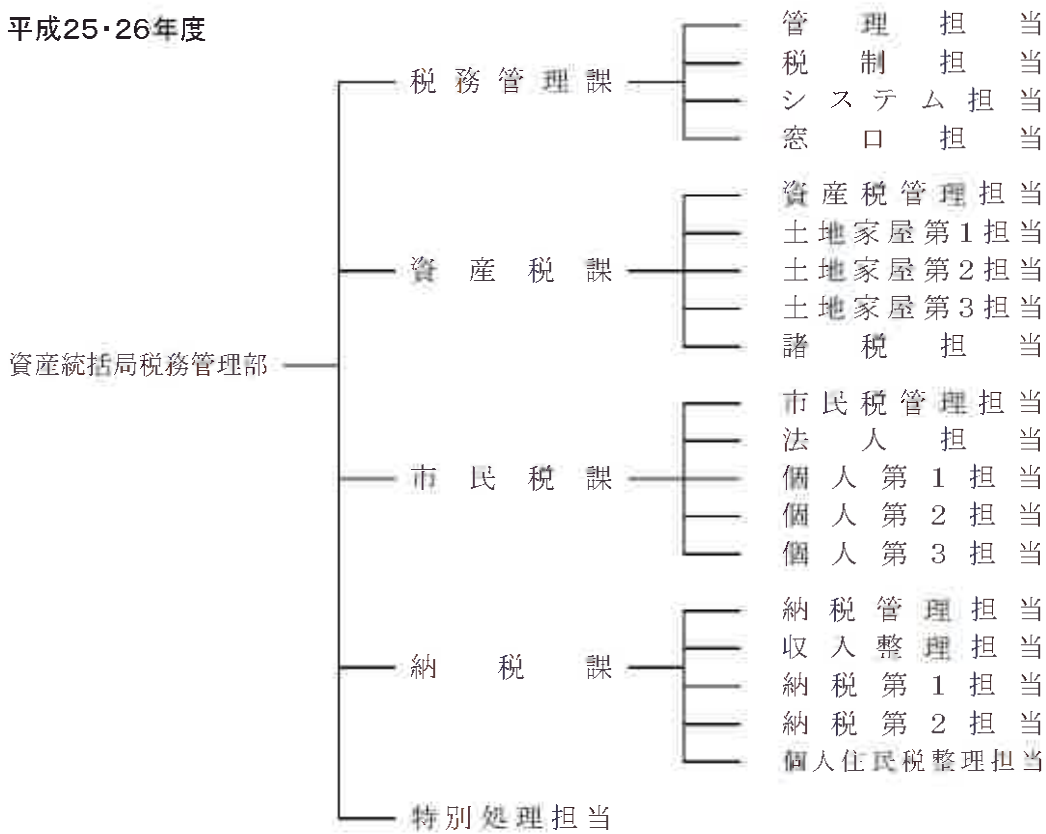 平成25・26年度
資産統括局税務管理部
税務管理課
管理担当
税制担当
システム担当
窓口担当
資産税課
資産税管理担当
土地家屋第1担当
土地家屋第2担当
土地家屋第3担当
諸税担当
市民税課
市民税管理担当
法人担当
個人第1担当
個人第2担当
個人第3担当
納税課
納税管理担当
収入整理担当
納税第1担当
納税第2担当
個人住民税整理担当
特別処理担当